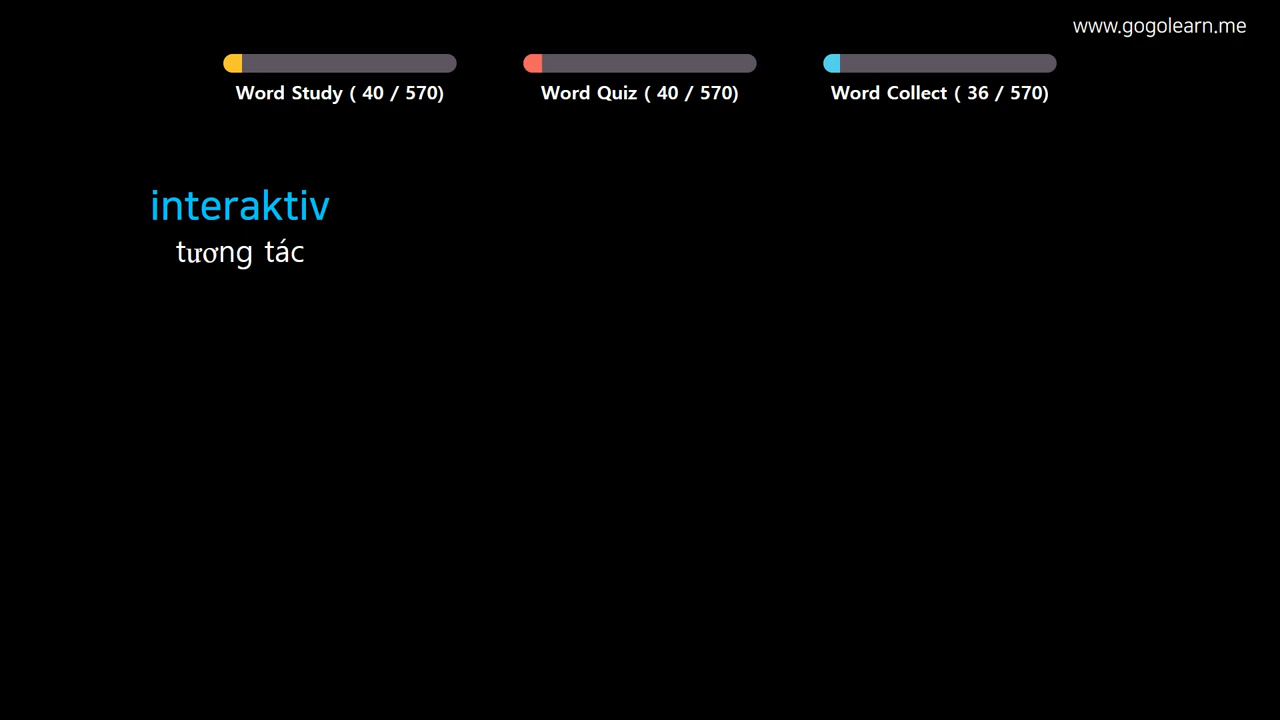 www.gogolearn.me
Word Study ( 40 / 570)
Word Quiz ( 40 / 570)
Word Collect ( 36 / 570)
interaktiv
tương tác